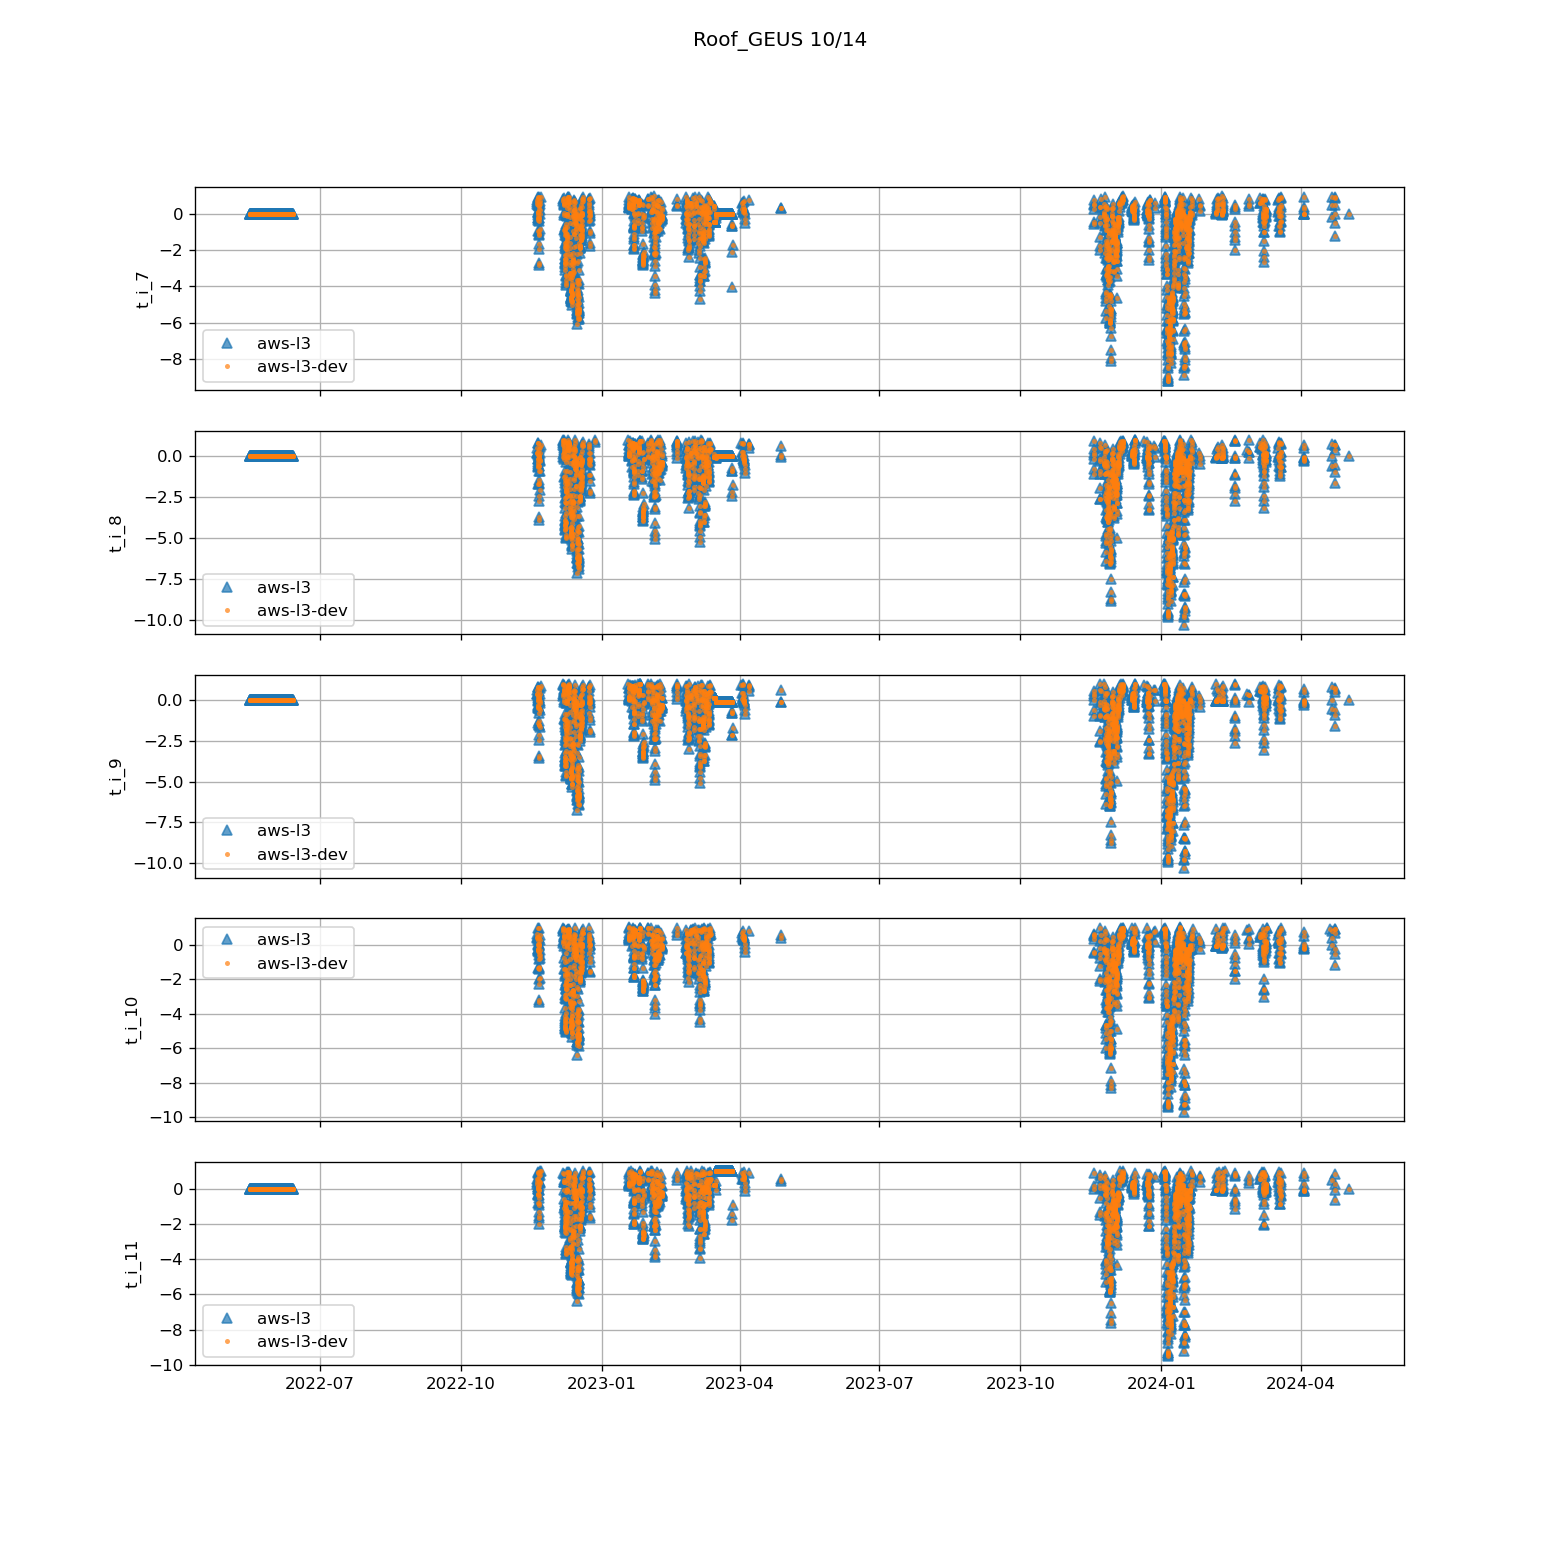 Roof_GEUS 10/14
0
−2
−4
−6
−8
t_i_7
aws-l3
aws-l3-dev
0.0
−2.5
−5.0
−7.5
−10.0
t_i_8
aws-l3
aws-l3-dev
0.0
−2.5
−5.0
−7.5
−10.0
t_i_9
aws-l3
aws-l3-dev
0
−2
−4
−6
−8
−10
t_i_10
aws-l3
aws-l3-dev
0
−2
−4
−6
−8
−10
t_i_11
aws-l3
aws-l3-dev
2022-07 2022-10 2023-01 2023-04 2023-07 2023-10 2024-01 2024-04